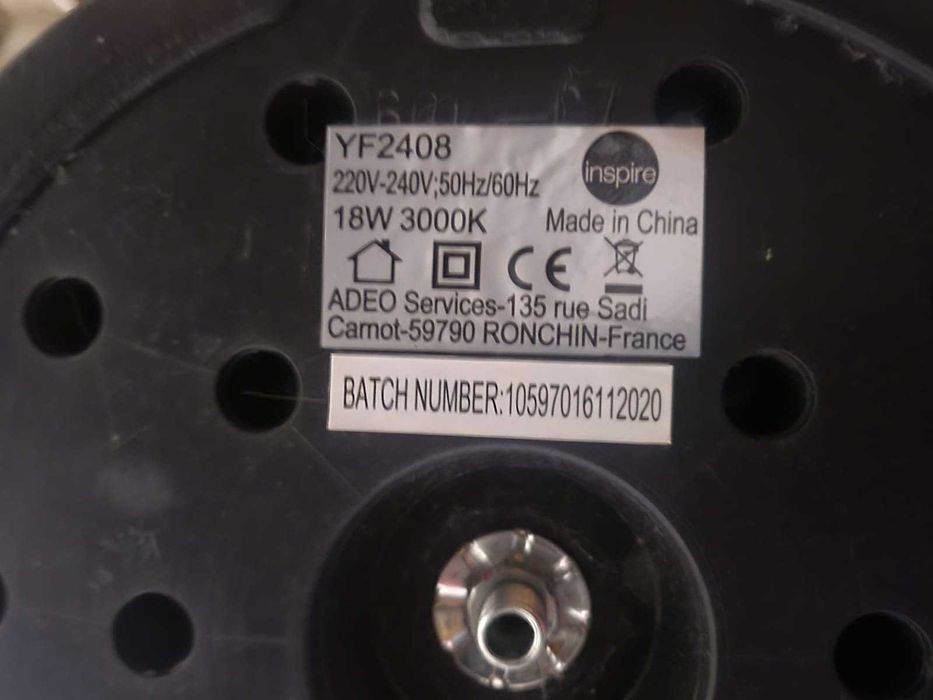 YF2408
inspire
220V-240V;50Hz/60Hz
18W 3000K
Made in China
CE
ADEO Services-135 rue Sadi
Carnot-59790 RONCHIN-France
BATCH NUMBER:10597016112020